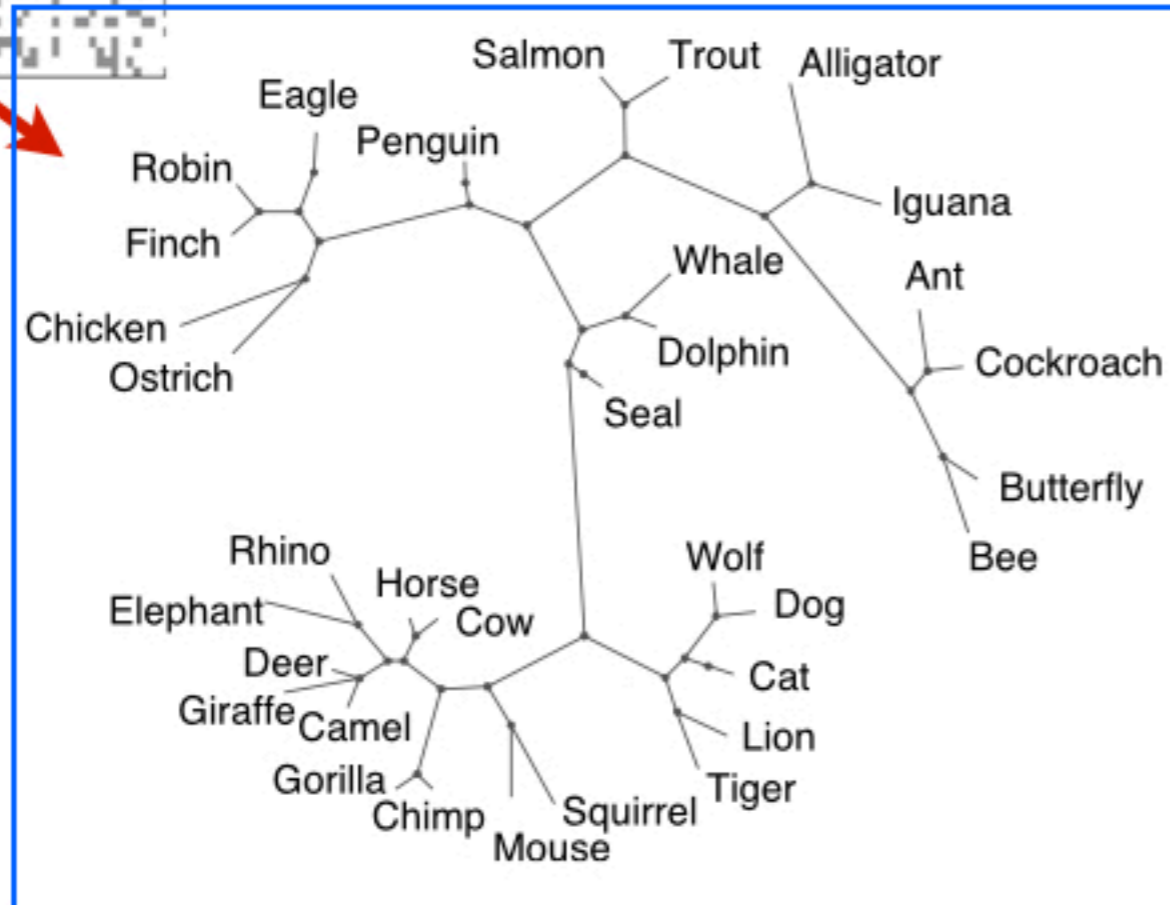 Salmon
Trout
Alligator
Eagle
Penguin
Robin
Iguana
Finch
Whale
Ant
Chicken
Dolphin
Cockroach
Ostrich
Seal
Butterfly
Rhino
Wolf
Bee
Horse
Elephant
Cow
Dog
Deer
Cat
Giraffe
Camel
Lion
Gorilla
Tiger
Chimp
Squirrel
Mouse